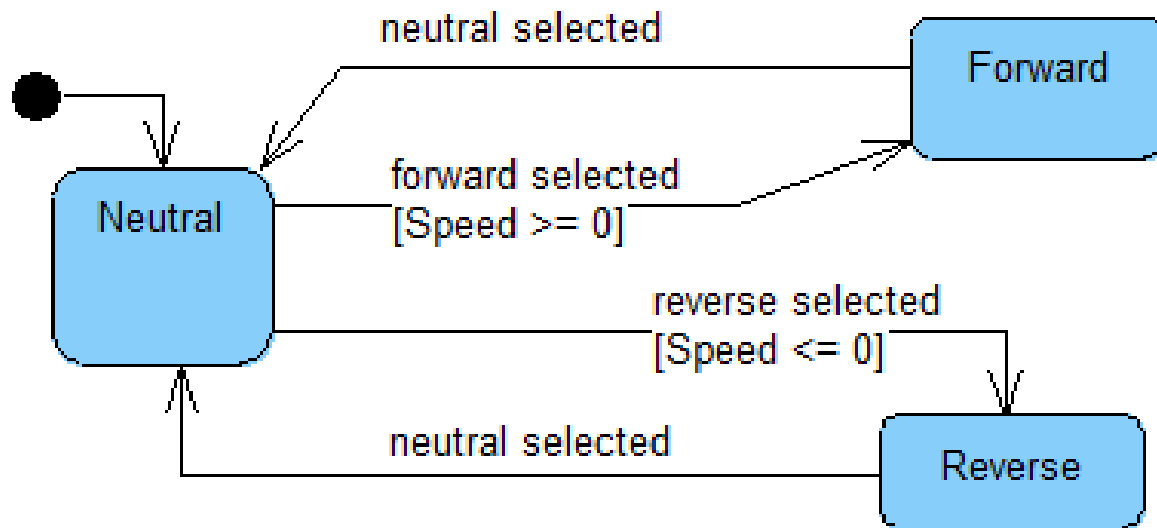 neutral selected
Forward
forward selected
[Speed >= 0]
Neutral
reverse selected
[Speed <= 0]
neutral selected
Reverse